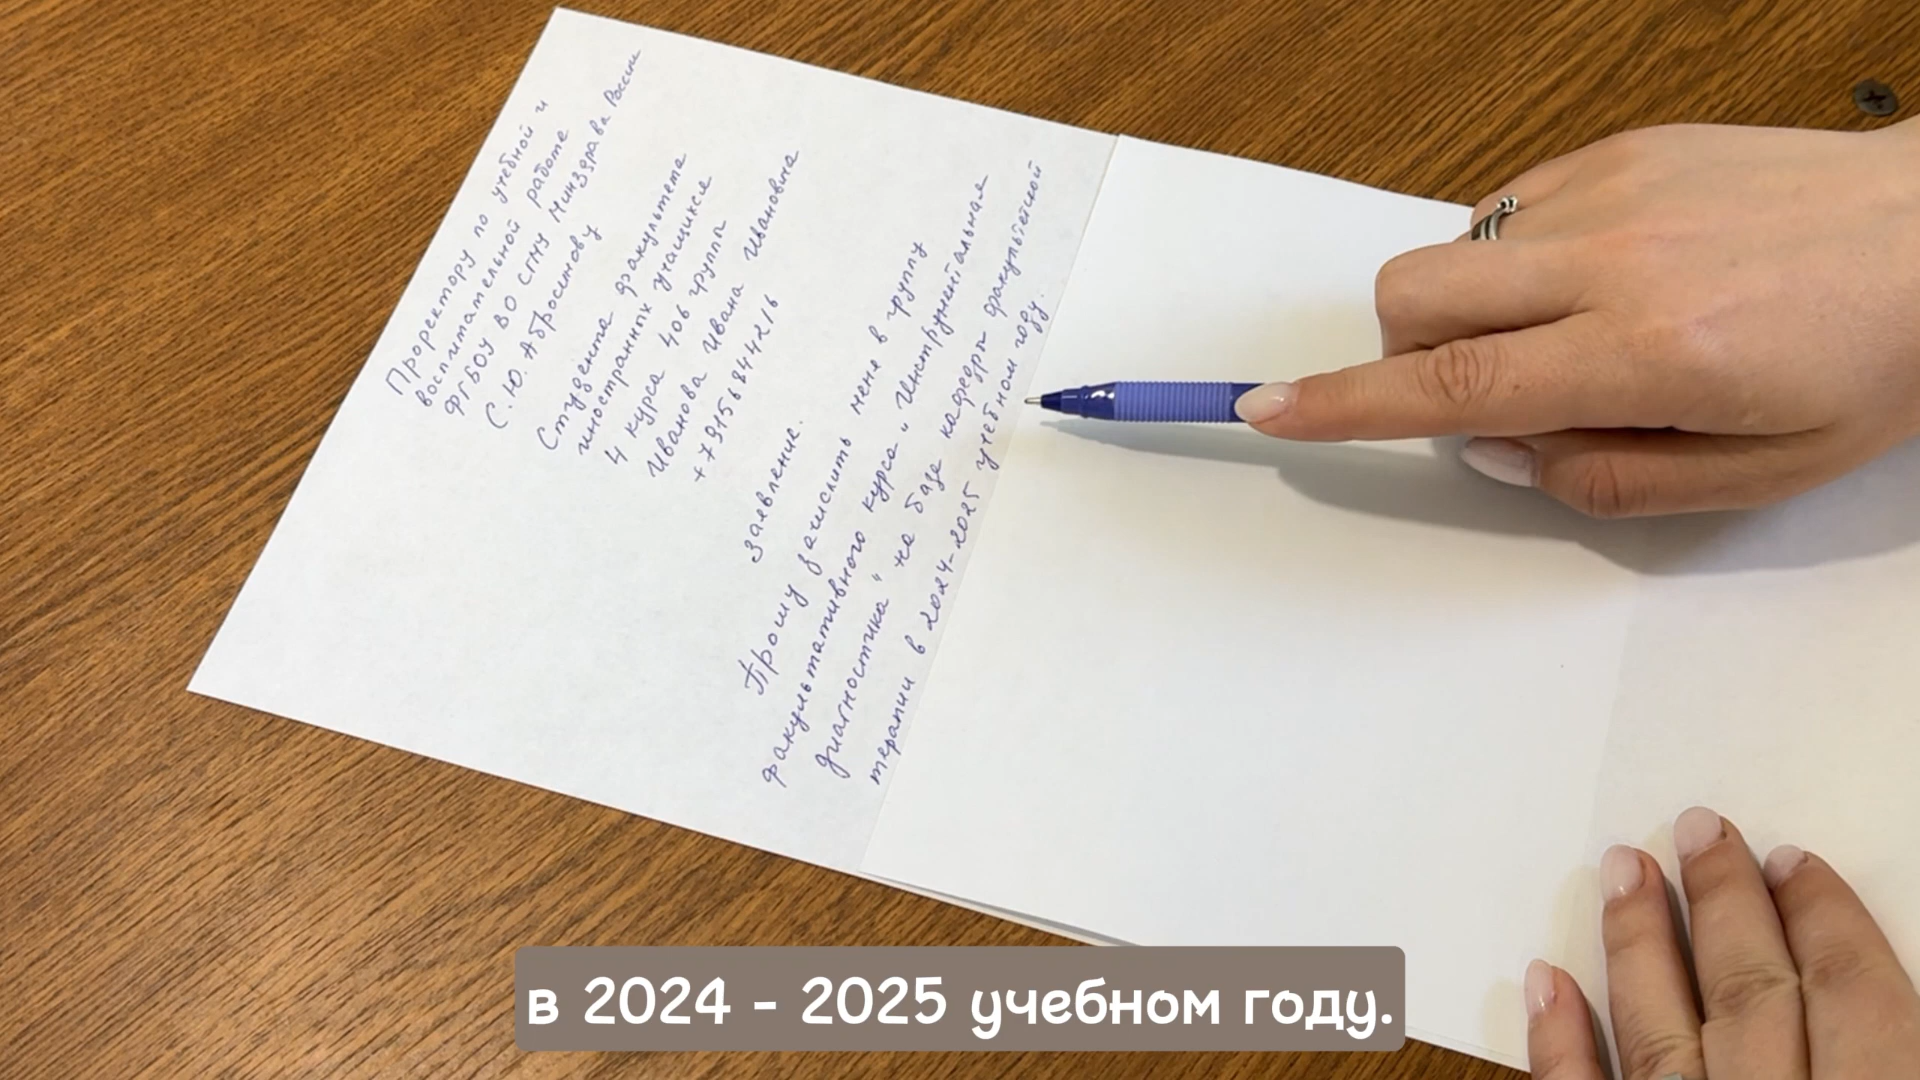 Проректору по учебной и
воспитательной работе
ФГБОУ ВО СГМУ Минздрава России
С.Ю. Абросимову
Студента факультета
иностранных учащихся
4 курса 406 группы
Иванова Ивана Ивановича
+79156844216
заявление.
Прошу зачислить меня в группу
факультативного курса „Инструментальная
диагностика" на базе кафедры факультетской
терапии в 2024-2025 учебном году.
в 2024 - 2025 учебном году.